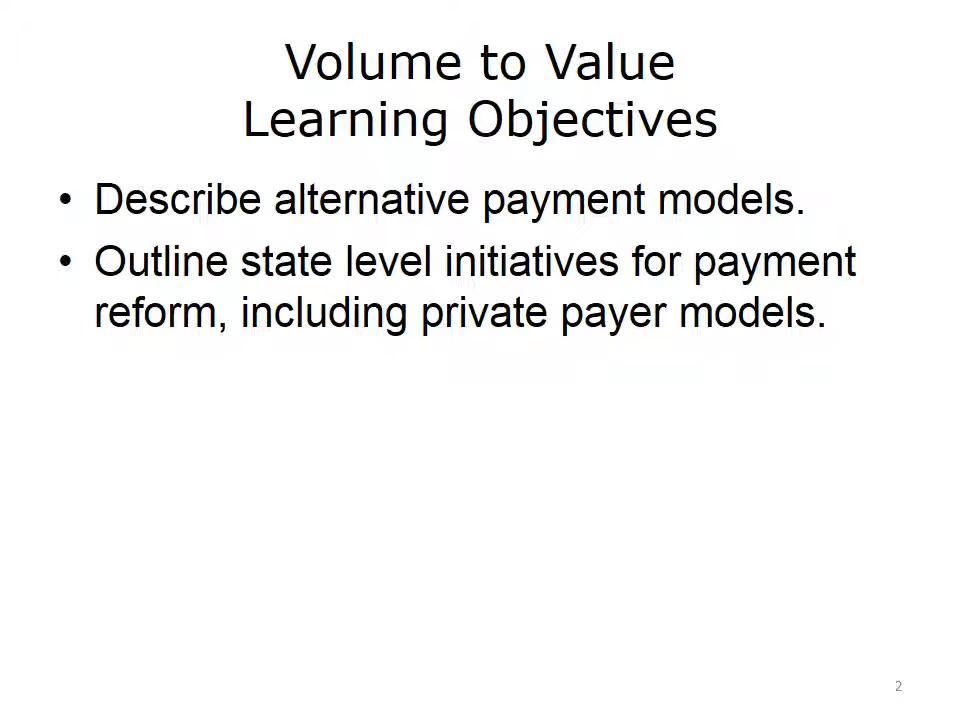 Volume to Value
Learning Objectives
• Describe alternative payment models.
• Outline state level initiatives for payment
reform, including private payer models.
2